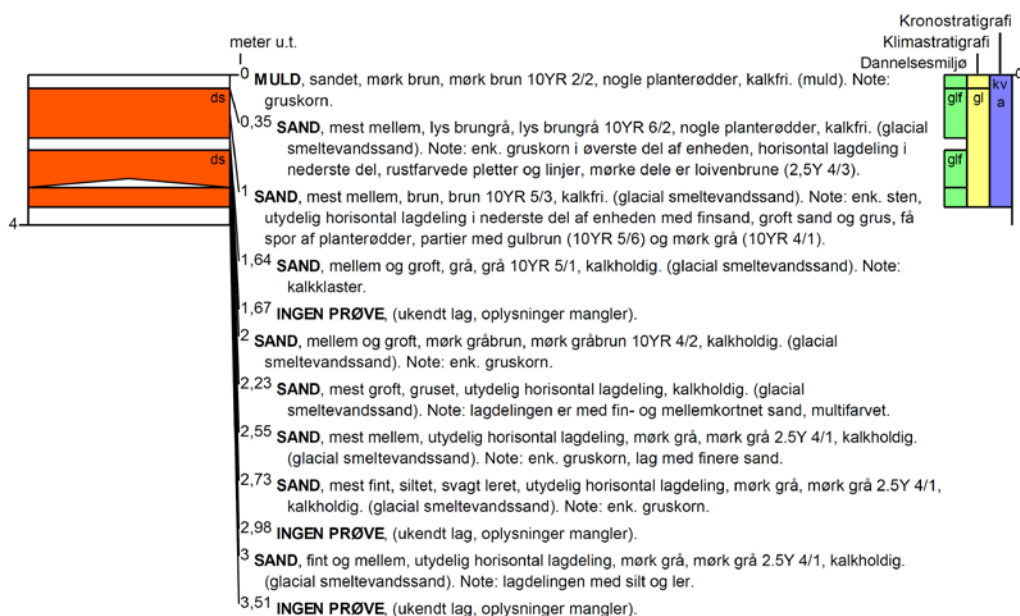 Kronostratigrafi
Klimastratigrafi
Dannelsesmiljø
meter u.t.
0 MULD, sandet, mørk brun, mørk brun 10YR 2/2, nogle planterødder, kalkfri. (muld). Note:
gruskorn.
0,35 SAND, mest mellem, lys brungrå, lys brungrå 10YR 6/2, nogle planterødder, kalkfri. (glacial
smeltevandssand). Note: enk. gruskorn i øverste del af enheden, horisontal lagdeling i
nederste del, rustfarvede pletter og linjer, mørke dele er loivenbrune (2,5Y 4/3).
1 SAND, mest mellem, brun, brun 10YR 5/3, kalkfri. (glacial smeltevandssand). Note: enk. sten,
utydelig horisontal lagdeling i nederste del af enheden med finsand, groft sand og grus, få
spor af planterødder, partier med gulbrun (10YR 5/6) og mørk grå (10YR 4/1).
1,64 SAND, mellem og groft, grå, grå 10YR 5/1, kalkholdig. (glacial smeltevandssand). Note:
kalkklaster.
1,67 INGEN PRØVE, (ukendt lag, oplysninger mangler).
2 SAND, mellem og groft, mørk gråbrun, mørk gråbrun 10YR 4/2, kalkholdig. (glacial
smeltevandssand). Note: enk. gruskorn.
2,23 SAND, mest groft, gruset, utydelig horisontal lagdeling, kalkholdig. (glacial
smeltevandssand). Note: lagdelingen er med fin- og mellemkortnet sand, multifarvet.
2,55 SAND, mest mellem, utydelig horisontal lagdeling, mørk grå, mørk grå 2.5Y 4/1, kalkholdig.
(glacial smeltevandssand). Note: enk. gruskorn, lag med finere sand.
2,73 SAND, mest fint, siltet, svagt leret, utydelig horisontal lagdeling, mørk grå, mørk grå 2.5Y 4/1,
kalkholdig. (glacial smeltevandssand). Note: enk. gruskorn.
2,98 INGEN PRØVE, (ukendt lag, oplysninger mangler).
3 SAND, fint og mellem, utydelig horisontal lagdeling, mørk grå, mørk grå 2.5Y 4/1, kalkholdig.
(glacial smeltevandssand). Note: lagdelingen med silt og ler.
3,51 INGEN PRØVE, (ukendt lag, oplysninger mangler).
ds
ds
4
glf
gl
kv
a
glf
0